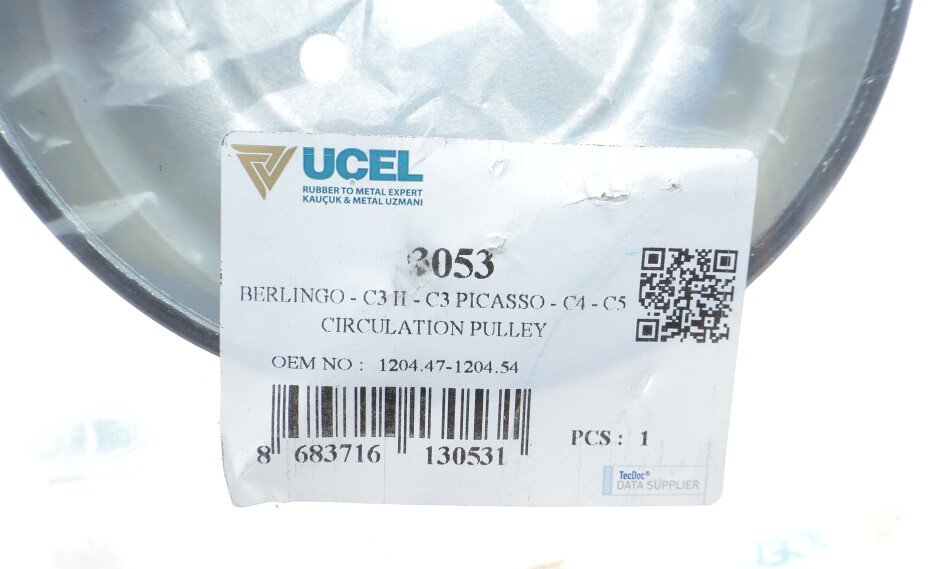 UCEL
®
RUBBER TO METAL EXPERT
KAUÇUK & METAL UZMANI
3053
BERLINGO - C3 II - C3 PICASSO - C4 - C5
CIRCULATION PULLEY
OEM NO : 1204.47-1204.54
8 683716 130531
PCS : 1
TecDoc®
DATA SUPPLIER